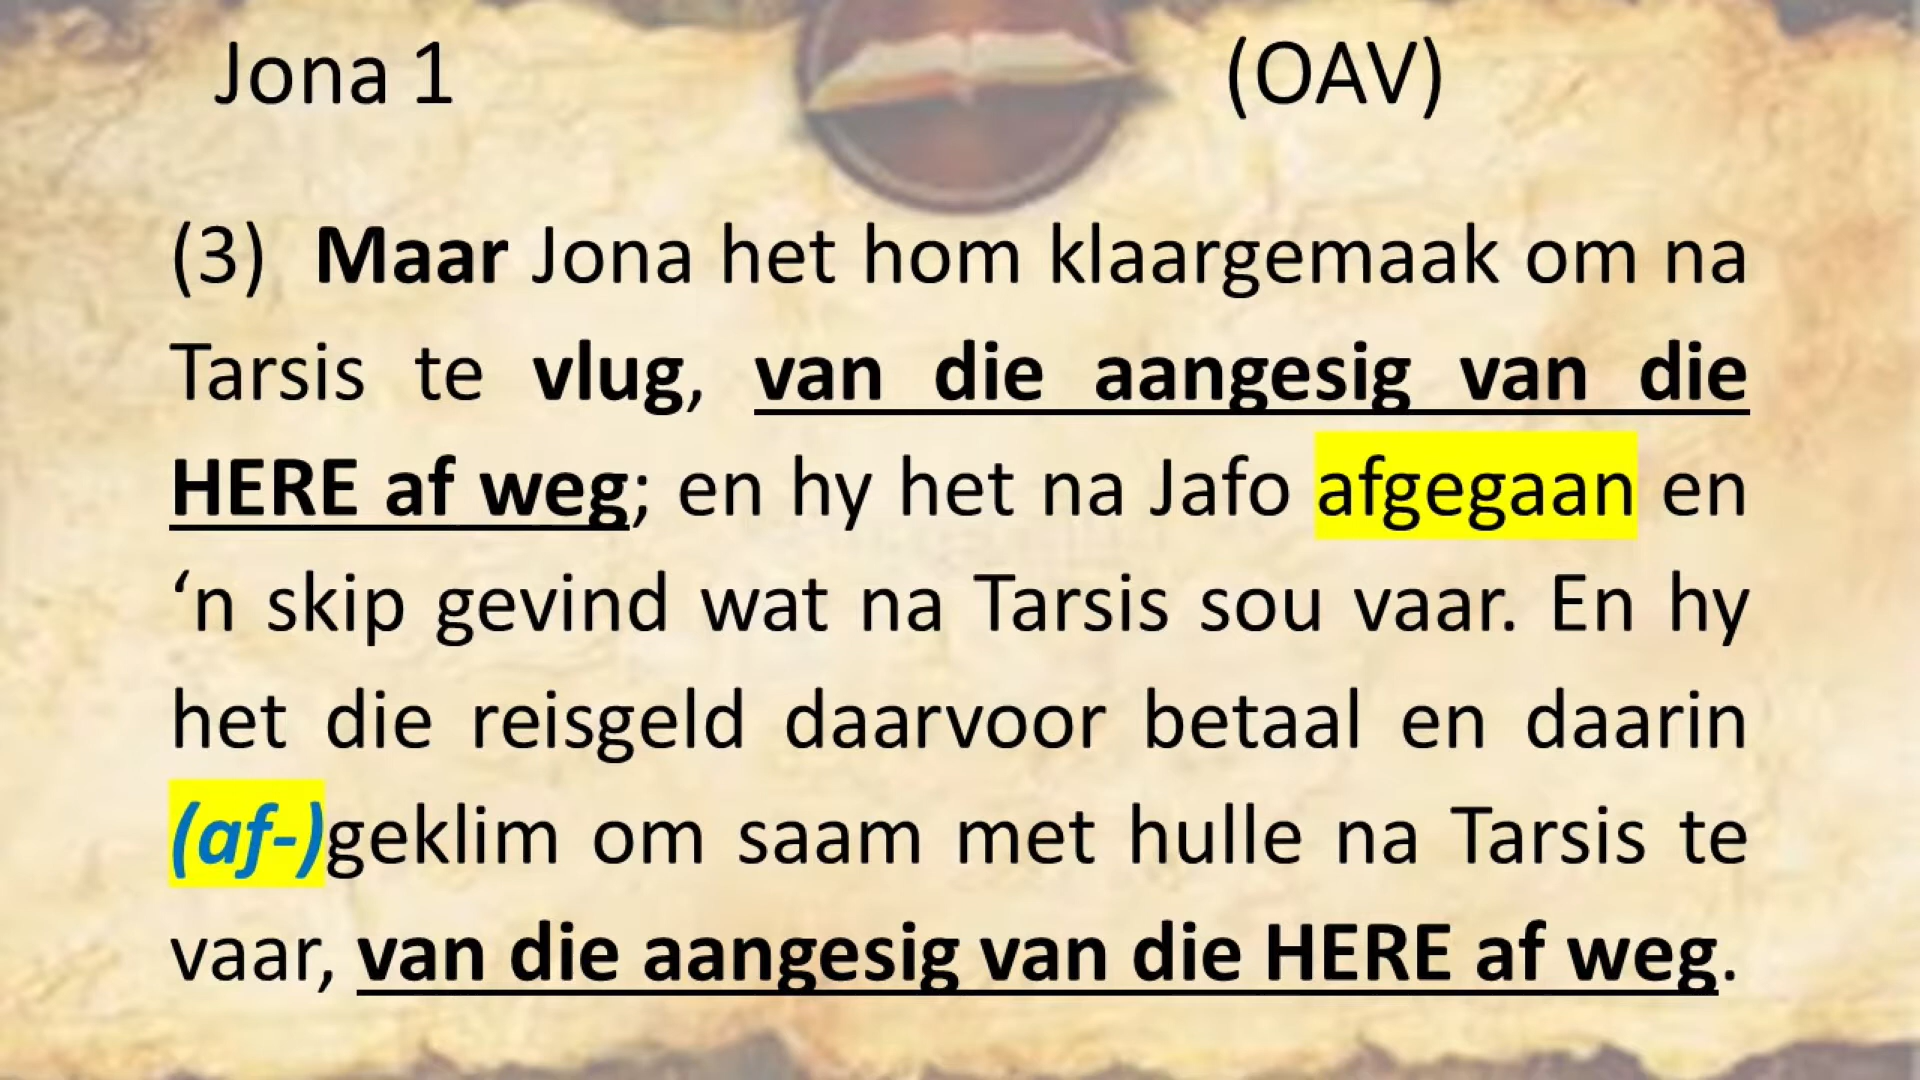 Jona 1 (OAV)
(3) Maar Jona het hom klaargemaak om na
Tarsis te vlug, van die aangesig van die
HERE af weg; en hy het na Jafo afgegaan en
‘n skip gevind wat na Tarsis sou vaar. En hy
het die reisgeld daarvoor betaal en daarin
(af-)geklim om saam met hulle na Tarsis te
vaar, van die aangesig van die HERE af weg.